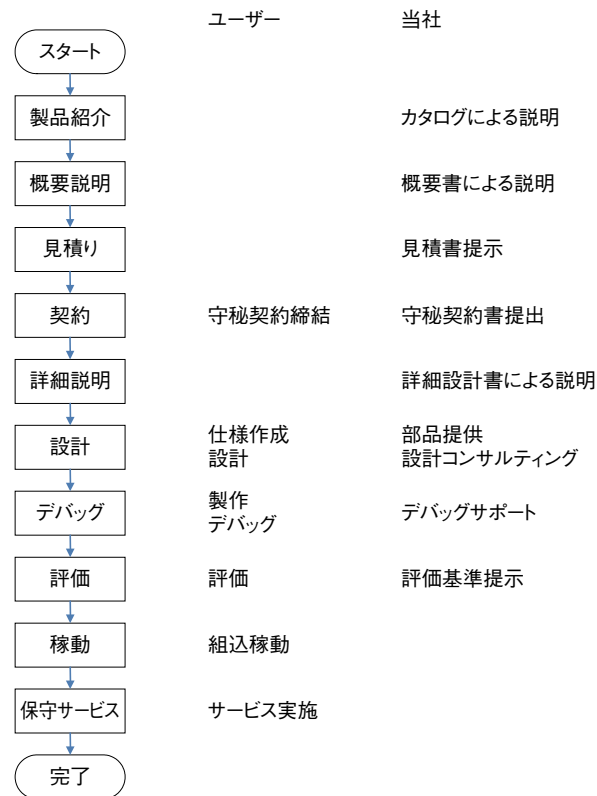 ユーザー 当社
スタート
製品紹介 カタログによる説明
概要説明 概要書による説明
見積り 見積書提示
契約 守秘契約締結 守秘契約書提出
詳細説明 詳細設計書による説明
設計 仕様作成 部品提供
設計 設計コンサルティング
デバッグ 製作 デバッグサポート
デバッグ
評価 評価 評価基準提示
稼動 組込稼動
保守サービス サービス実施
完了